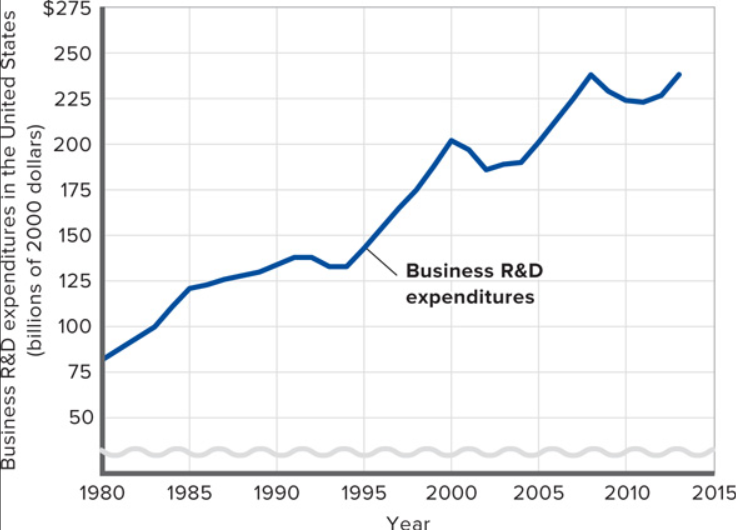 Business R&D expenditures in the United States
(billions of 2000 dollars)
$275
250
225
200
175
150
125
100
75
50
Business R&D
expenditures
1980 1985 1990 1995 2000 2005 2010 2015
Year